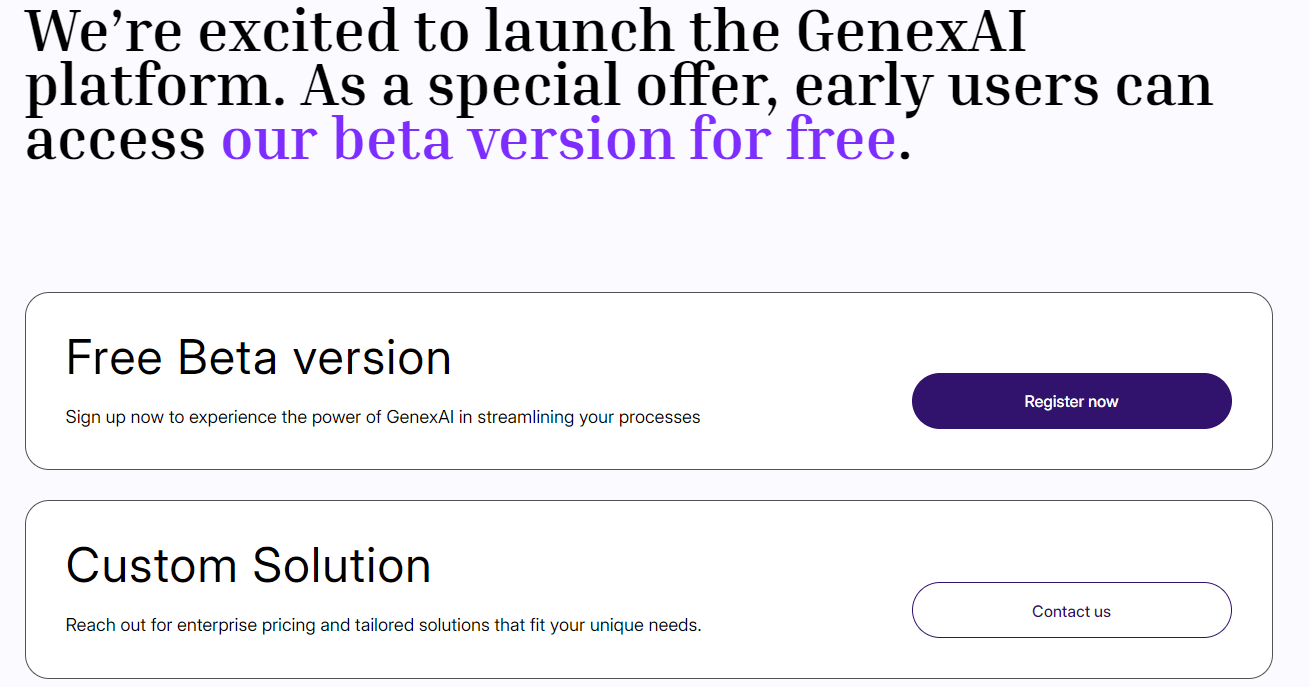 We’re excited to launch the GenexAI
platform. As a special offer, early users can
access our beta version for free.
Free Beta version
Sign up now to experience the power of GenexAI in streamlining your processes
Register now
Custom Solution
Reach out for enterprise pricing and tailored solutions that fit your unique needs.
Contact us